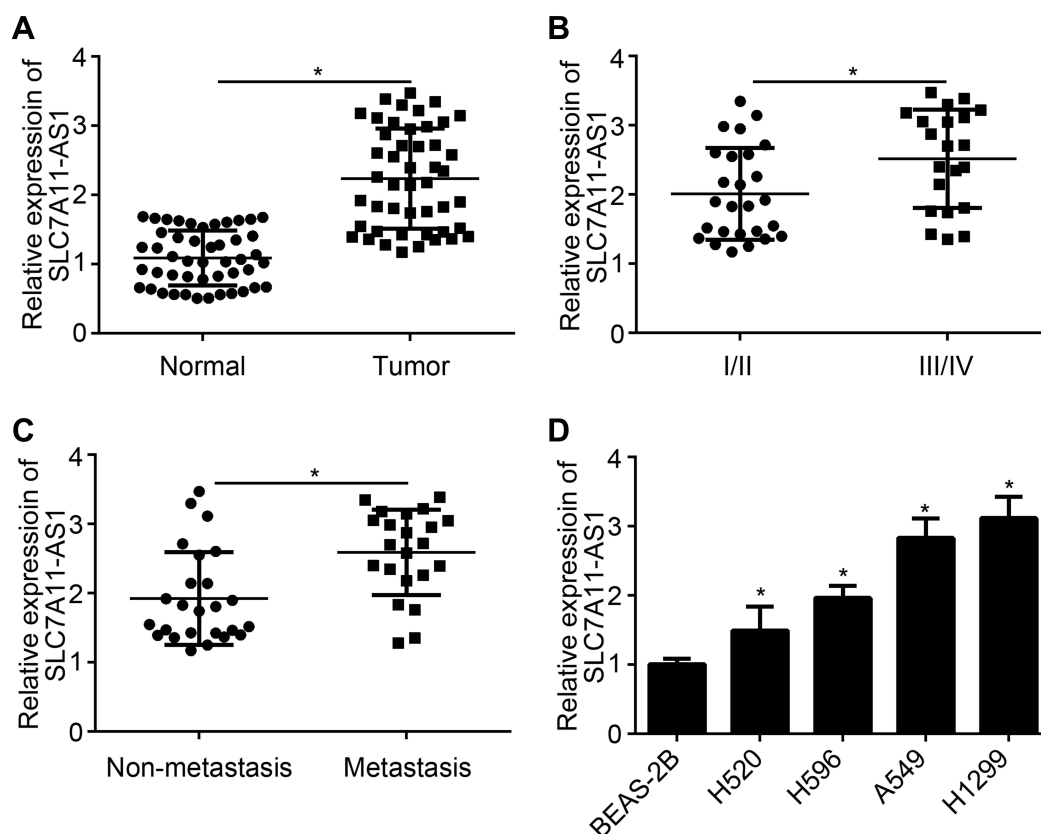 A
Relative expressioin of
SLC7A11-AS1
4
3
2
1
0
*
Normal
Tumor
B
Relative expressioin of
SLC7A11-AS1
4
3
2
1
0
*
I/II
III/IV
C
Relative expressioin of
SLC7A11-AS1
4
3
2
1
0
*
Non-metastasis
Metastasis
D
Relative expressioin of
SLC7A11-AS1
4
3
2
1
0
*
*
*
*
BEAS-2B
H520
H596
A549
H1299